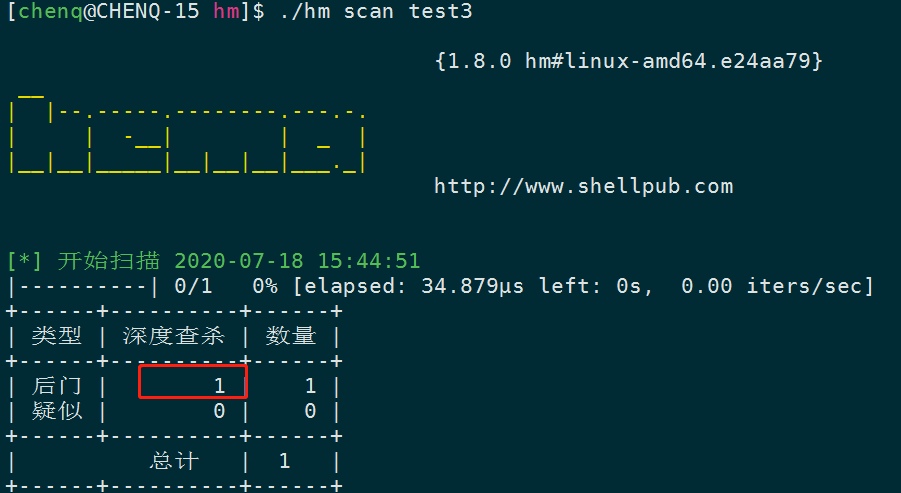 [chenq@CHENQ-15 hm]$ ./hm scan test3
{1.8.0 hm#linux-amd64.e24aa79}
hema
http://www.shellpub.com
[*] 开始扫描 2020-07-18 15:44:51
|----------| 0/1   0% [elapsed: 34.879µs left: 0s,  0.00 iters/sec]
+------+----------+------+
| 类型 | 深度查杀 | 数量 |
+------+----------+------+
| 后门 |        1 |    1 |
| 疑似 |        0 |    0 |
+------+----------+------+
|          总计   |  1   |
+------+----------+------+